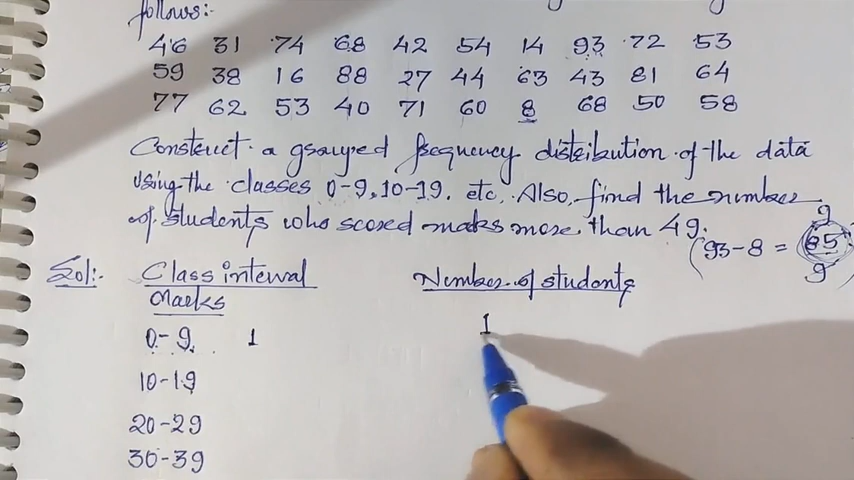 follows:-
46 31 74 68 42 54 14 93 72 53
59 38 16 88 27 44 63 43 81 64
77 62 53 40 71 60 8 68 50 58
Construct a grouped frequency distribution of the data
using the classes 0-9, 10-19. etc. Also, find the number
of students who scored maks more than 49.
(93-8 = 85
9
9
Sol:- Class interval Number of students
Marks
0-9 1 1
10-19
20-29
30-39